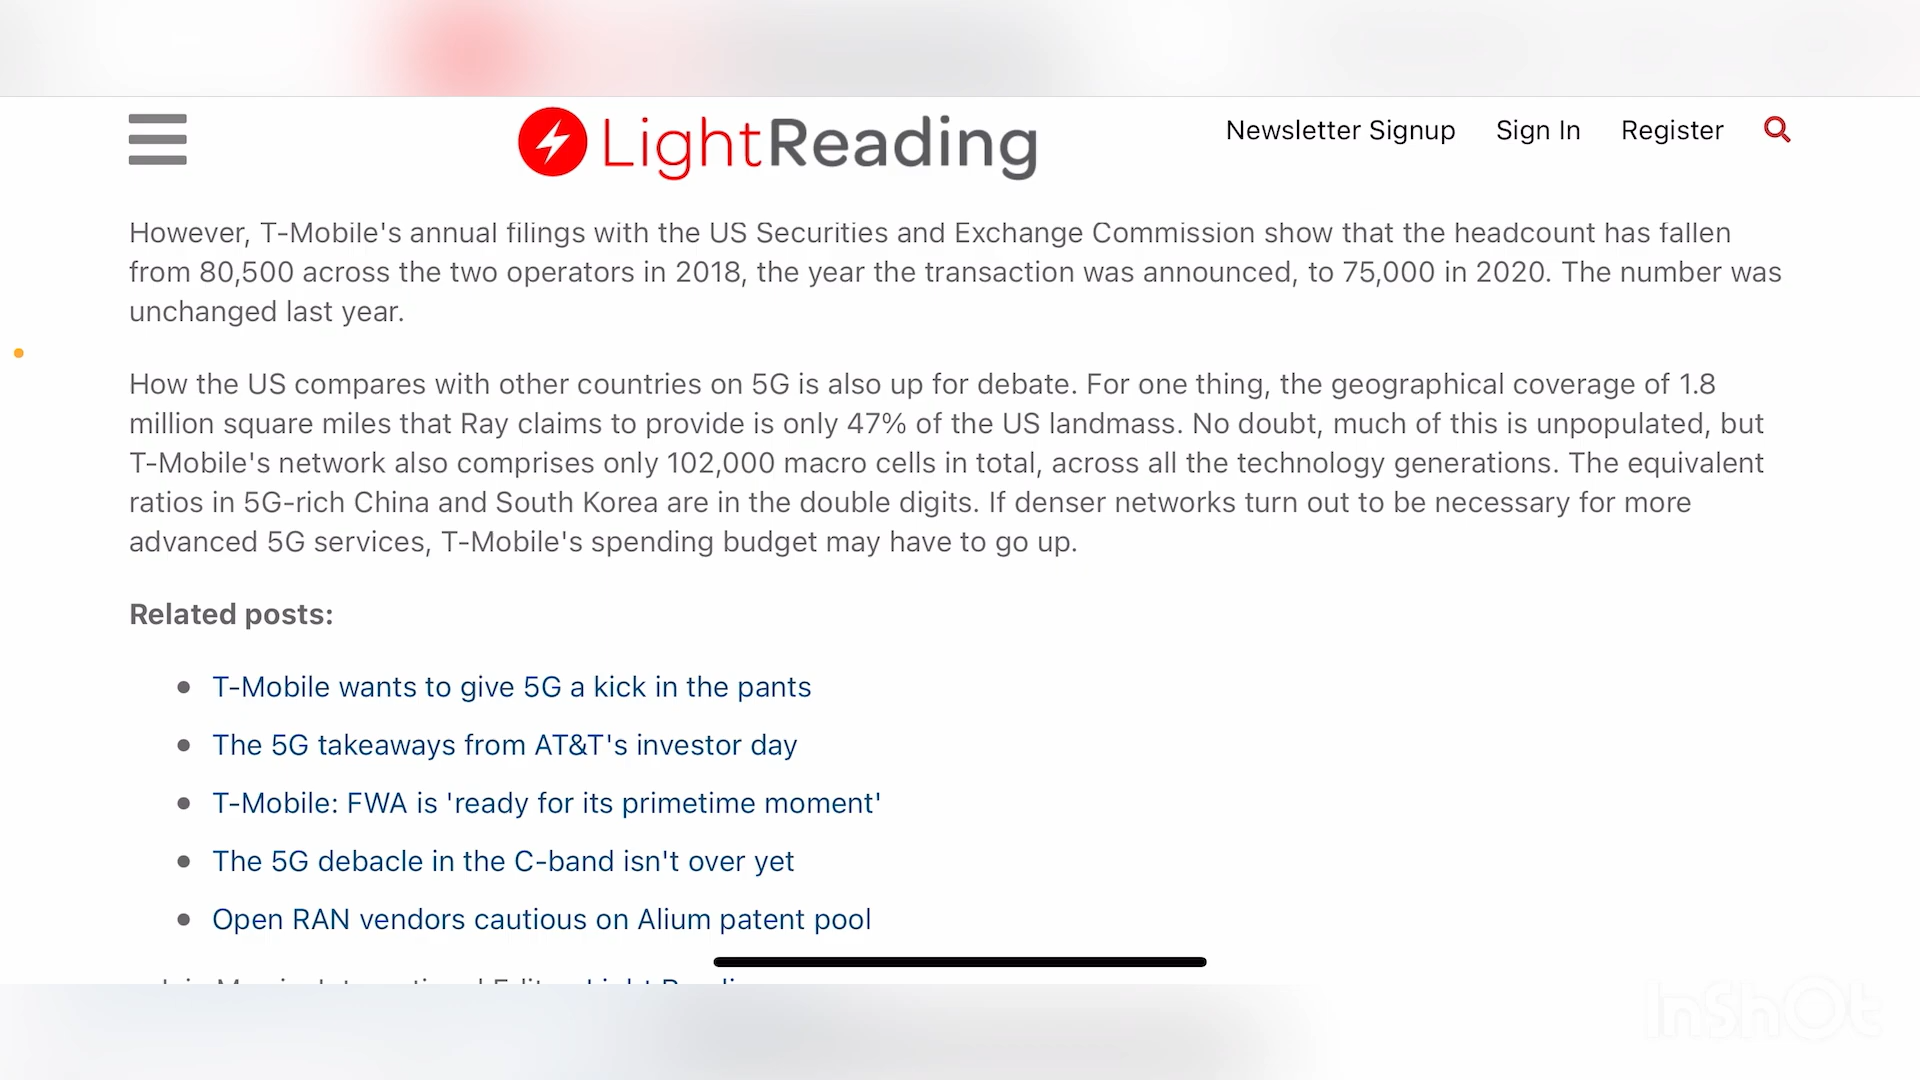 LightReading
Newsletter Signup
Sign In
Register
However, T-Mobile's annual filings with the US Securities and Exchange Commission show that the headcount has fallen
from 80,500 across the two operators in 2018, the year the transaction was announced, to 75,000 in 2020. The number was
unchanged last year.
How the US compares with other countries on 5G is also up for debate. For one thing, the geographical coverage of 1.8
million square miles that Ray claims to provide is only 47% of the US landmass. No doubt, much of this is unpopulated, but
T-Mobile's network also comprises only 102,000 macro cells in total, across all the technology generations. The equivalent
ratios in 5G-rich China and South Korea are in the double digits. If denser networks turn out to be necessary for more
advanced 5G services, T-Mobile's spending budget may have to go up.
Related posts:
• T-Mobile wants to give 5G a kick in the pants
• The 5G takeaways from AT&T's investor day
• T-Mobile: FWA is 'ready for its primetime moment'
• The 5G debacle in the C-band isn't over yet
• Open RAN vendors cautious on Alium patent pool
InShOt